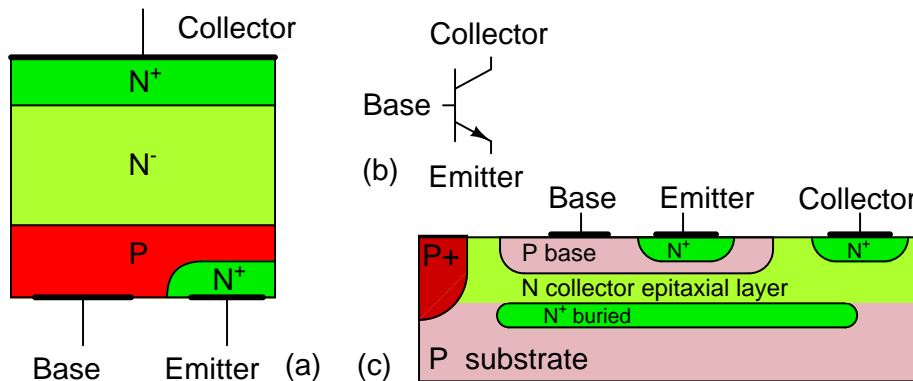 Collector
N+
N-
P
N+
Base
Emitter
(a)
Collector
Base
Emitter
(b)
Base
Emitter
Collector
P+
P base
N+
N+
N collector epitaxial layer
N+ buried
P substrate
(c)